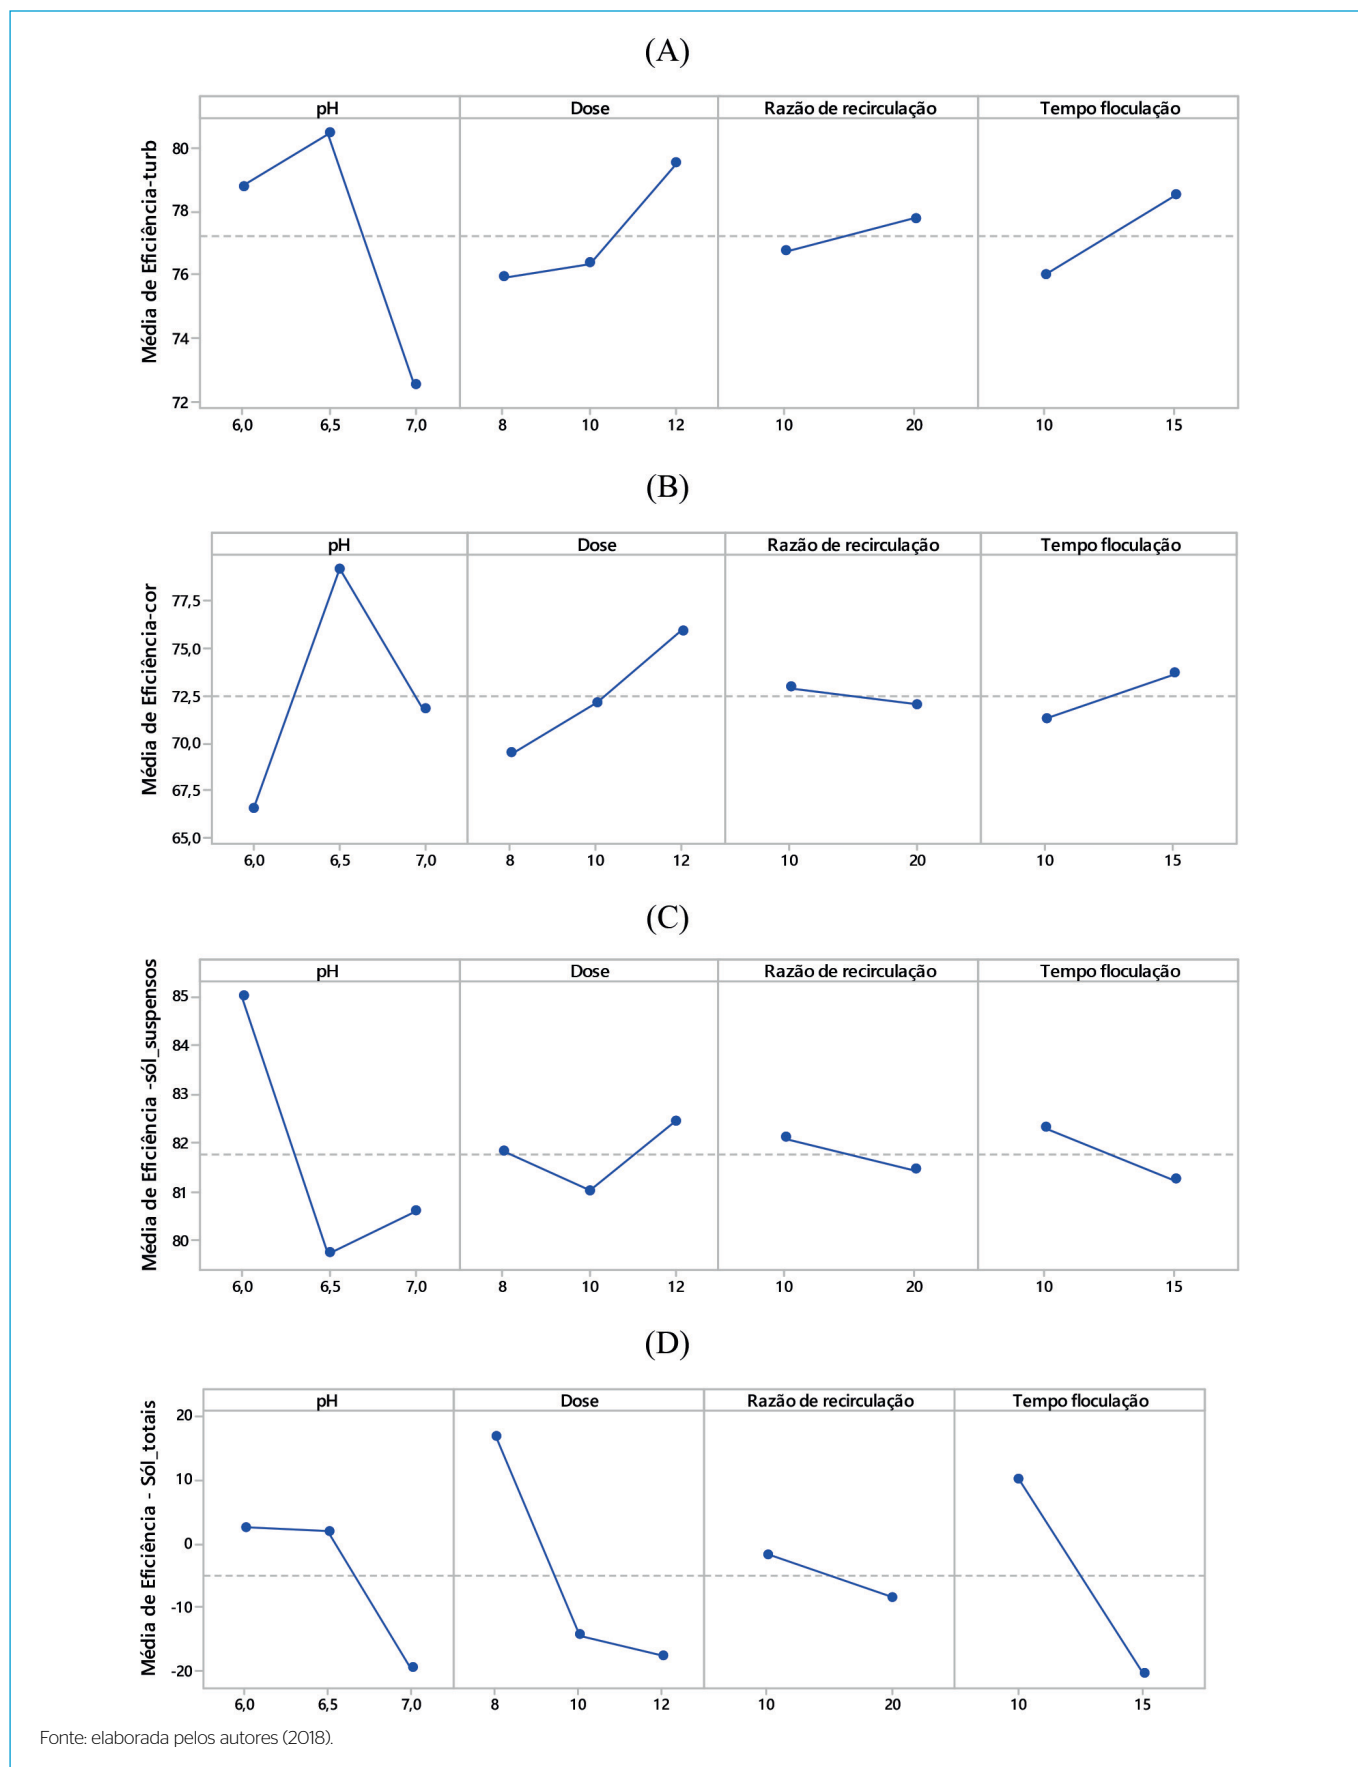 (A)
pH Dose Razão de recirculação Tempo floculação
Média de Eficiência-turb
80
78
76
74
72
6,0 6,5 7,0 8 10 12 10 20 10 15
(B)
pH Dose Razão de recirculação Tempo floculação
Média de Eficiência-cor
77,5
75,0
72,5
70,0
67,5
65,0
6,0 6,5 7,0 8 10 12 10 20 10 15
(C)
pH Dose Razão de recirculação Tempo floculação
Média de Eficiência -sól_suspensos
85
84
83
82
81
80
6,0 6,5 7,0 8 10 12 10 20 10 15
(D)
pH Dose Razão de recirculação Tempo floculação
Média de Eficiência - Sól_totais
20
10
0
-10
-20
6,0 6,5 7,0 8 10 12 10 20 10 15
Fonte: elaborada pelos autores (2018).